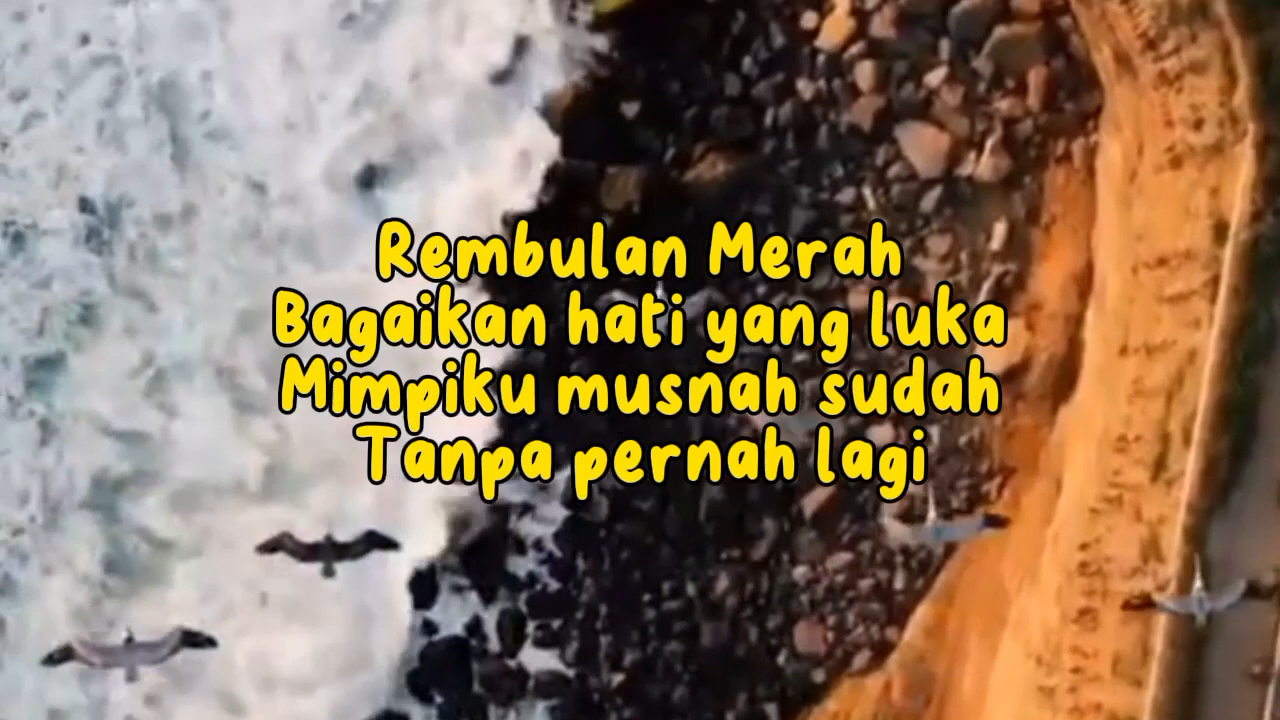 Rembulan Merah
Bagaikan hati yang luka
Mimpiku musnah sudah
Tanpa pernah lagi